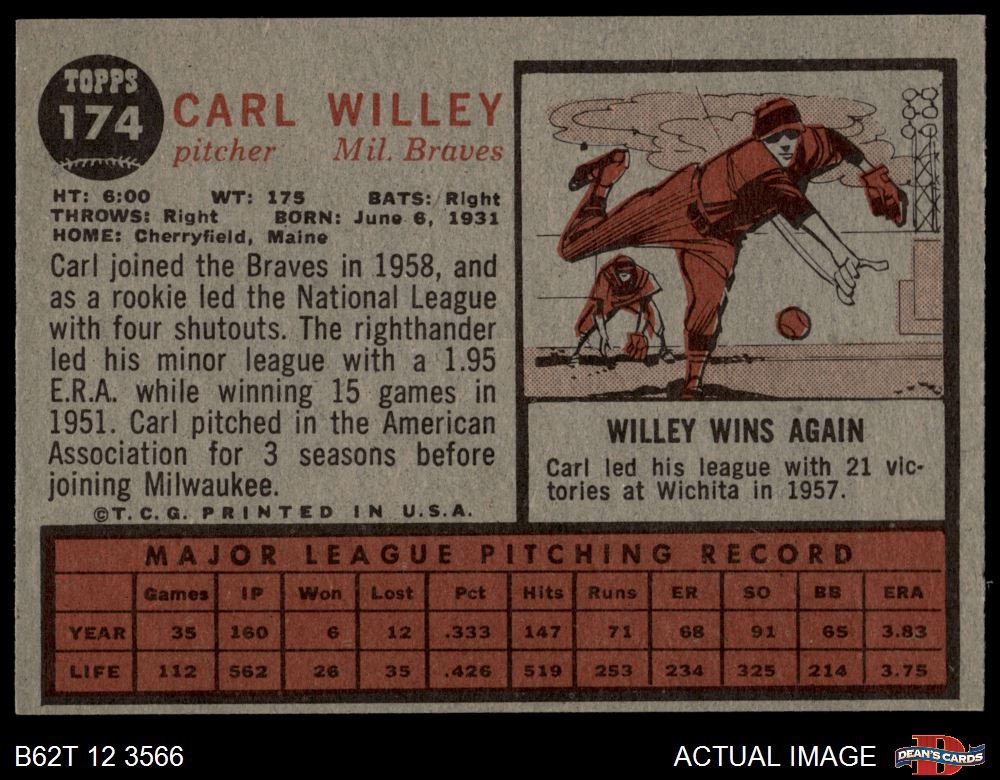 TOPPS
174
CARL WILLEY
pitcher Mil. Braves
HT: 6:00 WT: 175 BATS: Right
THROWS: Right BORN: June 6, 1931
HOME: Cherryfield, Maine
Carl joined the Braves in 1958, and
as a rookie led the National League
with four shutouts. The righthander
led his minor league with a 1.95
E.R.A. while winning 15 games in
1951. Carl pitched in the American
Association for 3 seasons before
joining Milwaukee.
©T.C.G. PRINTED IN U.S.A.
WILLEY WINS AGAIN
Carl led his league with 21 vic-
tories at Wichita in 1957.
MAJOR LEAGUE PITCHING RECORD
Games IP Won Lost Pct Hits Runs ER SO BB ERA
YEAR 35 160 6 12 .333 147 71 68 91 65 3.83
LIFE 112 562 26 35 .426 519 253 234 325 214 3.75
B62T 12 3566
ACTUAL IMAGE
DEAN'S CARDS